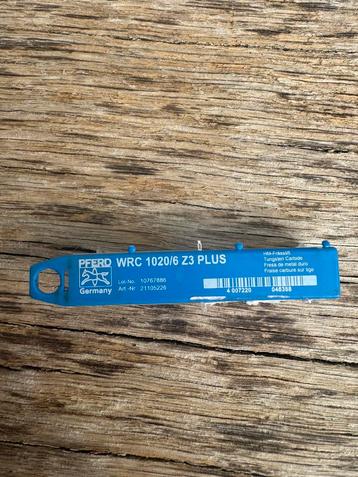 PFERD
Germany
WRC 1020/6 Z3 PLUS
Lot-No. 10767886
Art.-Nr. 21105226
HM-Frässtift
Tungsten Carbide
Fresa de metal duro
Fraise carbure sur tige
4 007220 048368